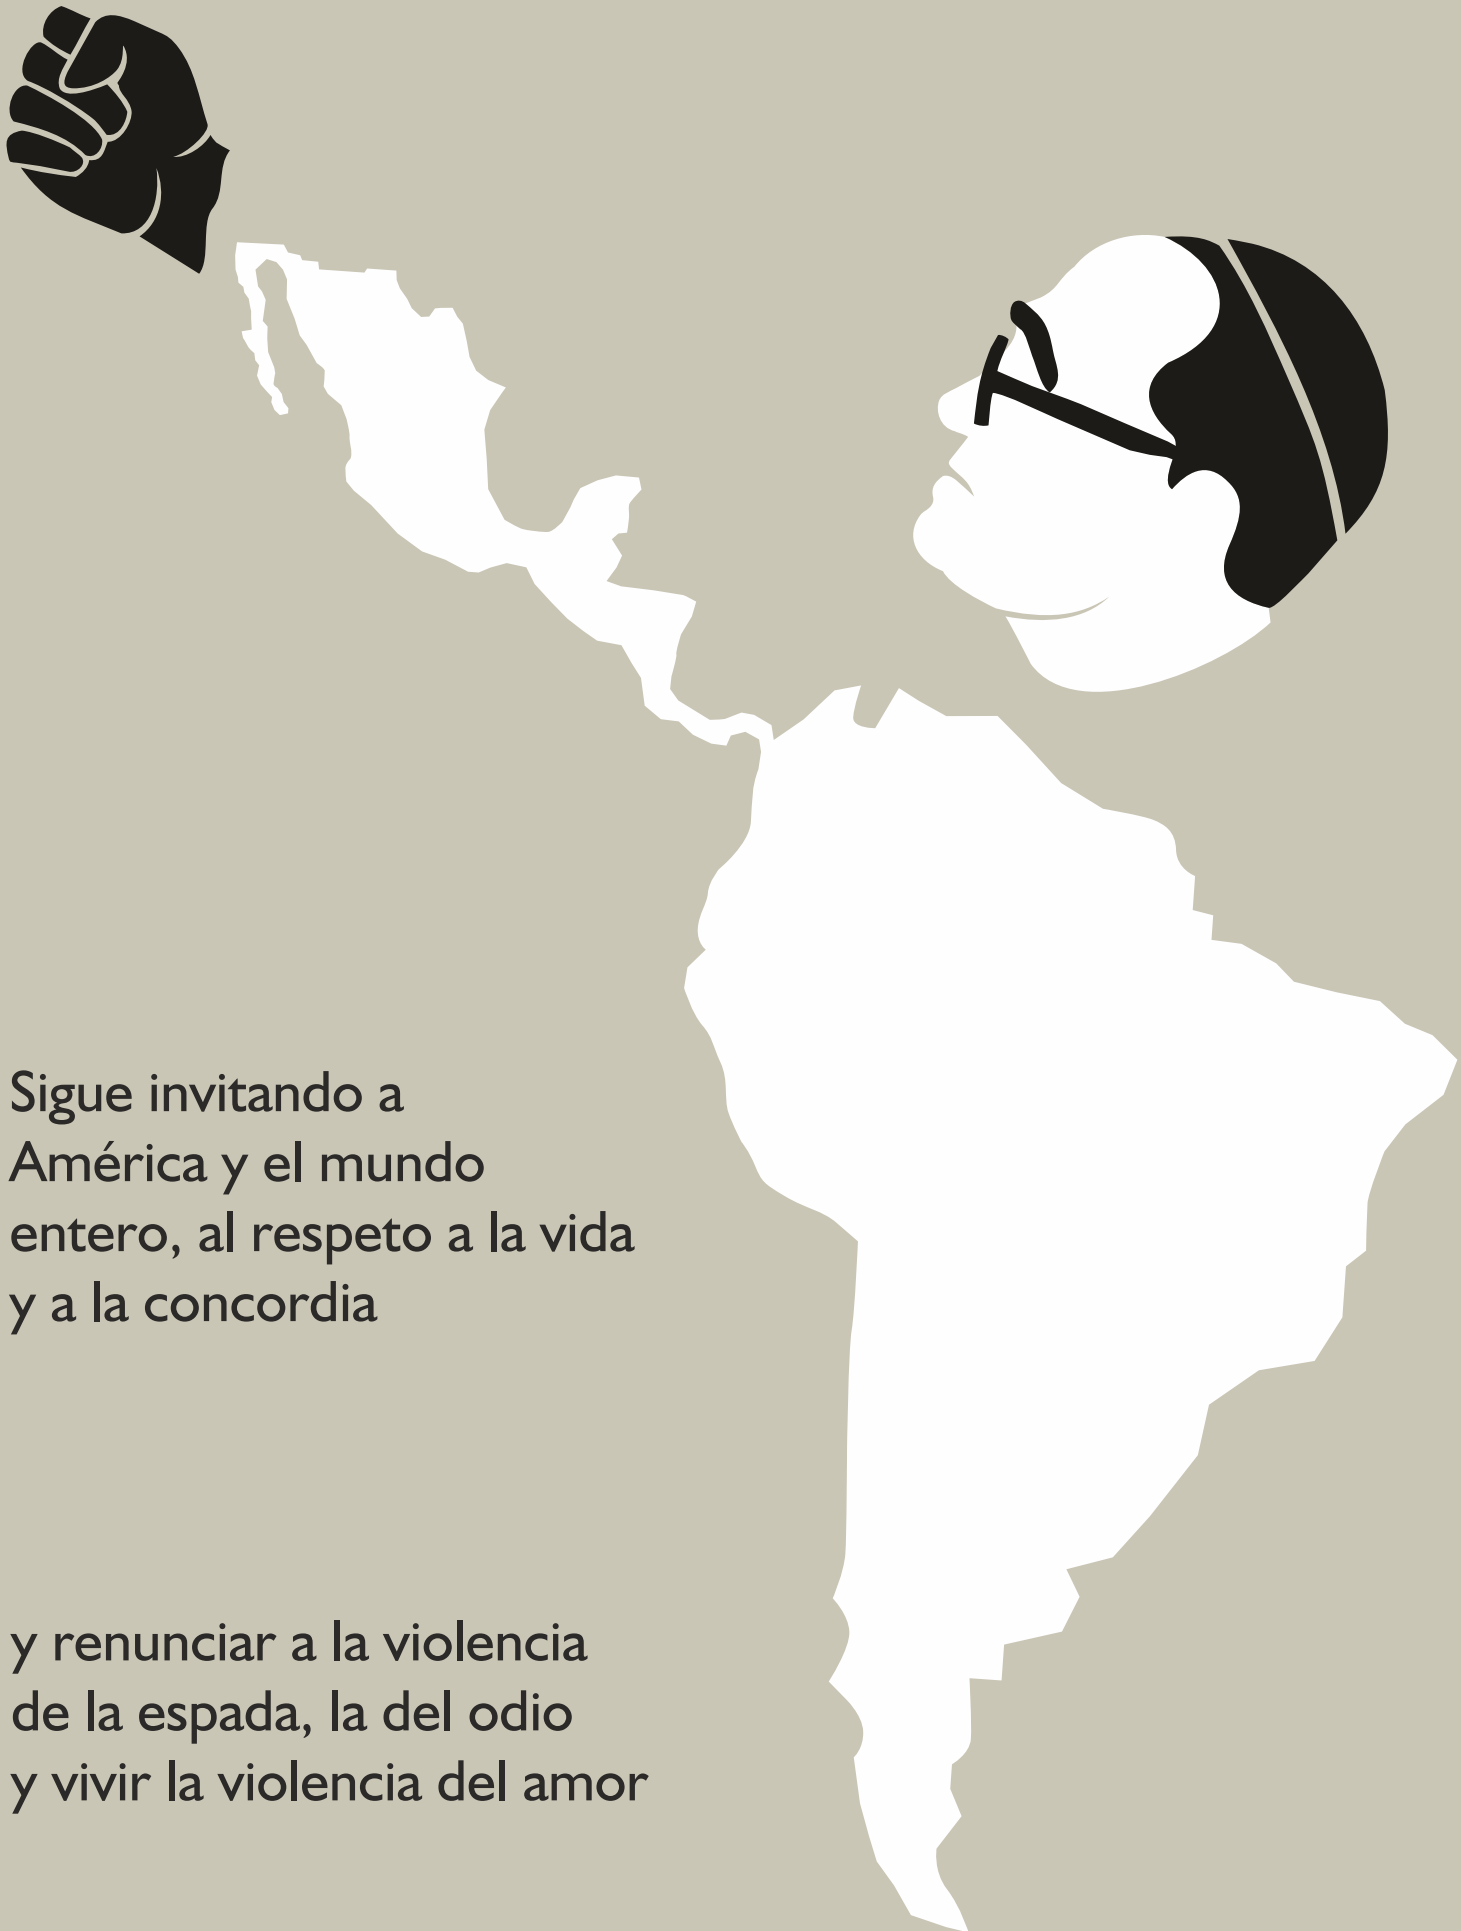 Sigue invitando a
América y el mundo
entero, al respeto a la vida
y a la concordia
y renunciar a la violencia
de la espada, la del odio
y vivir la violencia del amor